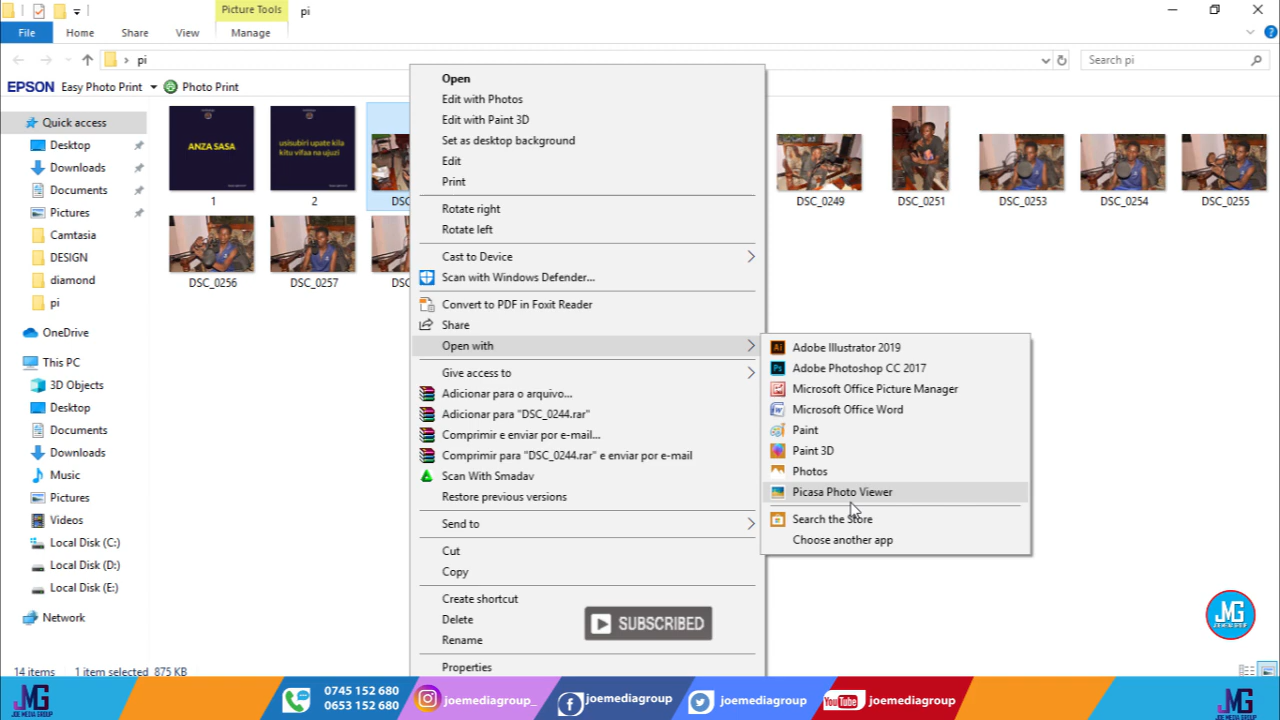 Picture Tools
pi
File
Home
Share
View
Manage
pi
Search pi
EPSON
Easy Photo Print
Photo Print
Quick access
Desktop
Downloads
Documents
Pictures
Camtasia
DESIGN
diamond
pi
OneDrive
This PC
3D Objects
Desktop
Documents
Downloads
Music
Pictures
Videos
Local Disk (C:)
Local Disk (D:)
Local Disk (E:)
Network
ANZA SASA
1
usisubiri upate kila
kitu vifaa na ujuzi
2
DSC_0249
DSC_0251
DSC_0253
DSC_0254
DSC_0255
DSC_0256
DSC_0257
Open
Edit with Photos
Edit with Paint 3D
Set as desktop background
Edit
Print
Rotate right
Rotate left
Cast to Device
Scan with Windows Defender...
Convert to PDF in Foxit Reader
Share
Open with
Give access to
Adicionar para o arquivo...
Adicionar para "DSC_0244.rar"
Comprimir e enviar por e-mail...
Comprimir para "DSC_0244.rar" e enviar por e-mail
Scan With Smadav
Restore previous versions
Send to
Cut
Copy
Create shortcut
Delete
Rename
Properties
Adobe Illustrator 2019
Adobe Photoshop CC 2017
Microsoft Office Picture Manager
Microsoft Office Word
Paint
Paint 3D
Photos
Picasa Photo Viewer
Search the Store
Choose another app
SUBSCRIBED
JMG
14 items
1 item selected 875 KB
JMG
JOE MEDIA GROUP
0745 152 680
0653 152 680
joemediagroup_
joemediagroup
joemediagroup
YouTube
joemediagroup
JMG
JOE MEDIA GROUP